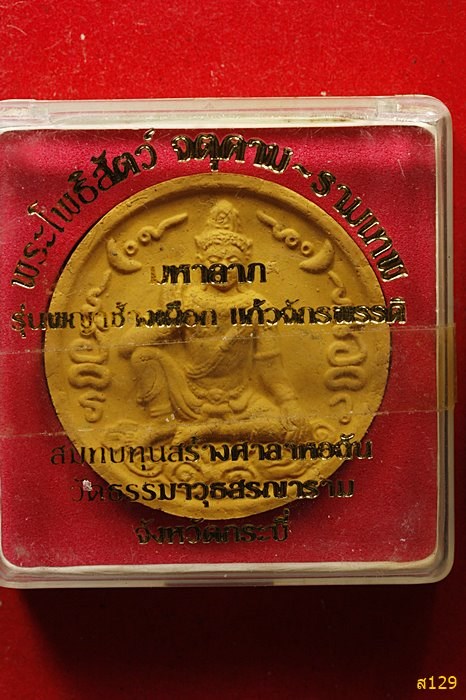 พระโพธิสัตว์ จตุคาม~รามเทพ
มหาลาภ
รุ่นพญาช้างเผือก แก้วจักรพรรดิ
สมทบทุนสร้างศาลาหอฉัน
วัดธรรมาวุธสรณาราม
จังหวัดกระบี่
ส129